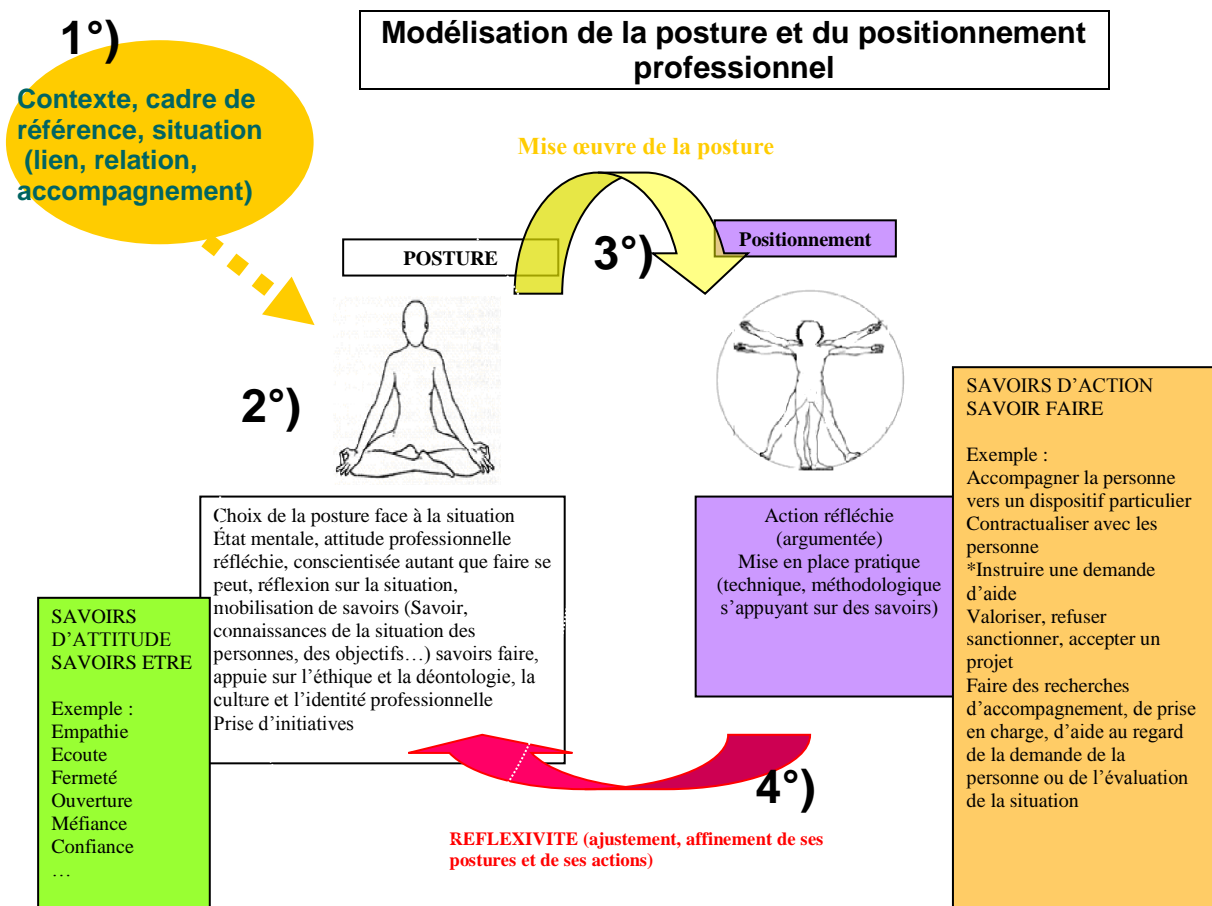 1°)
Modélisation de la posture et du positionnement
professionnel
Contexte, cadre de
référence, situation
(lien, relation,
accompagnement)
Mise œuvre de la posture
POSTURE
3°)
Positionnement
2°)
Choix de la posture face à la situation
État mentale, attitude professionnelle
réfléchie, conscientisée autant que faire se
peut, réflexion sur la situation,
mobilisation de savoirs (Savoir,
connaissances de la situation des
personnes, des objectifs…) savoirs faire,
appuie sur l’éthique et la déontologie, la
culture et l’identité professionnelle
Prise d’initiatives
SAVOIRS
D’ATTITUDE
SAVOIRS ETRE
Exemple :
Empathie
Ecoute
Fermeté
Ouverture
Méfiance
Confiance
…
Action réfléchie
(argumentée)
Mise en place pratique
(technique, méthodologique
s’appuyant sur des savoirs)
SAVOIRS D’ACTION
SAVOIR FAIRE
Exemple :
Accompagner la personne
vers un dispositif particulier
Contractualiser avec les
personne
*Instruire une demande
d’aide
Valoriser, refuser
sanctionner, accepter un
projet
Faire des recherches
d’accompagnement, de prise
en charge, d’aide au regard
de la demande de la
personne ou de l’évaluation
de la situation
4°)
REFLEXIVITE (ajustement, affinement de ses
postures et de ses actions)